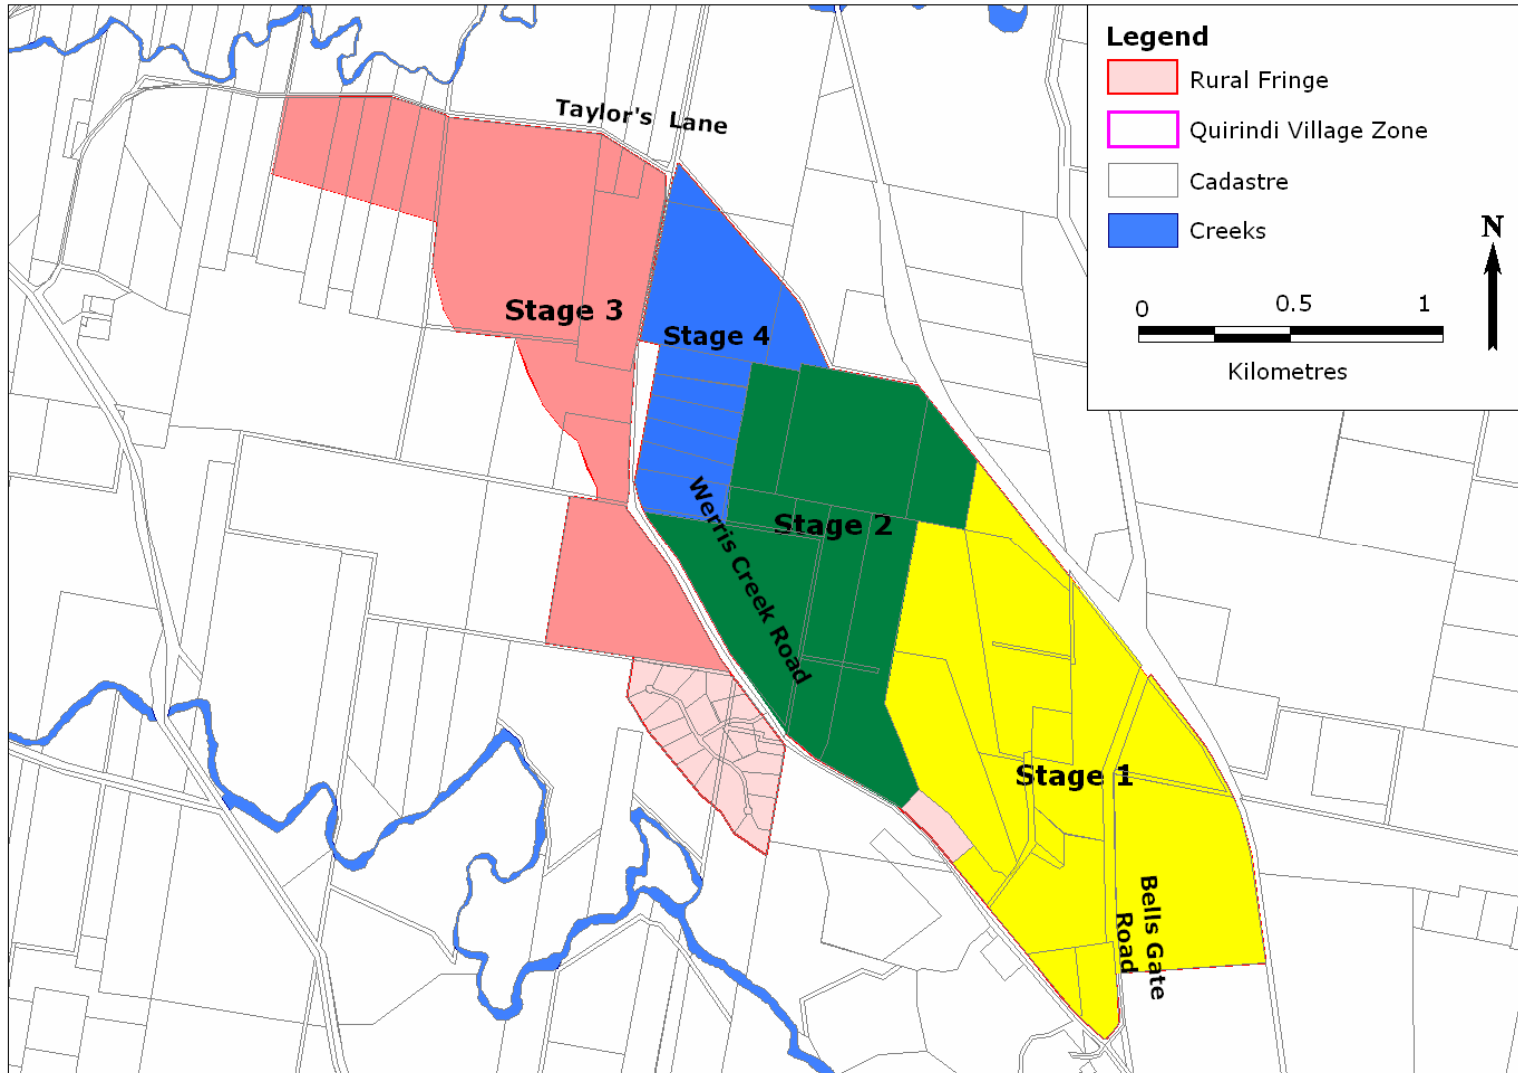 Legend
Rural Fringe
Quirindi Village Zone
Cadastre
Creeks
N
0 0.5 1
Kilometres
Taylor's Lane
Stage 3
Stage 4
Stage 2
Werris Creek Road
Stage 1
Bells Gate
Road